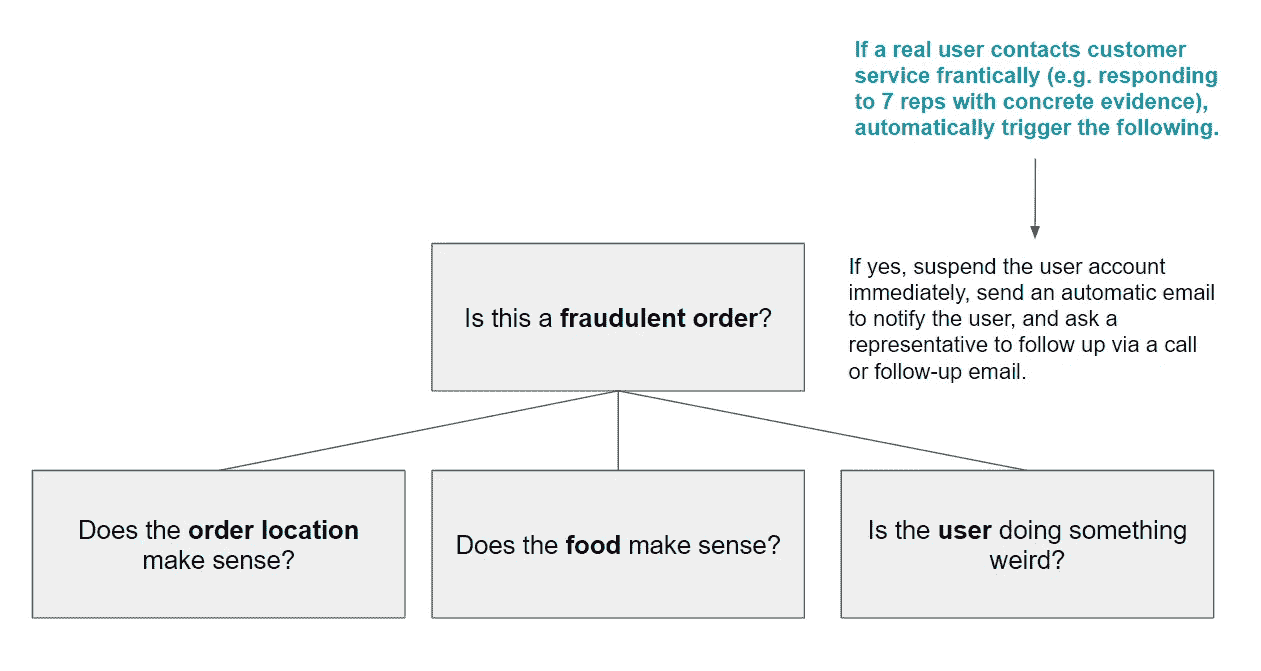 If a real user contacts customer
service frantically (e.g. responding
to 7 reps with concrete evidence),
automatically trigger the following.
If yes, suspend the user account
immediately, send an automatic email
to notify the user, and ask a
representative to follow up via a call
or follow-up email.
Is this a fraudulent order?
Does the order location
make sense?
Does the food make sense?
Is the user doing something
weird?